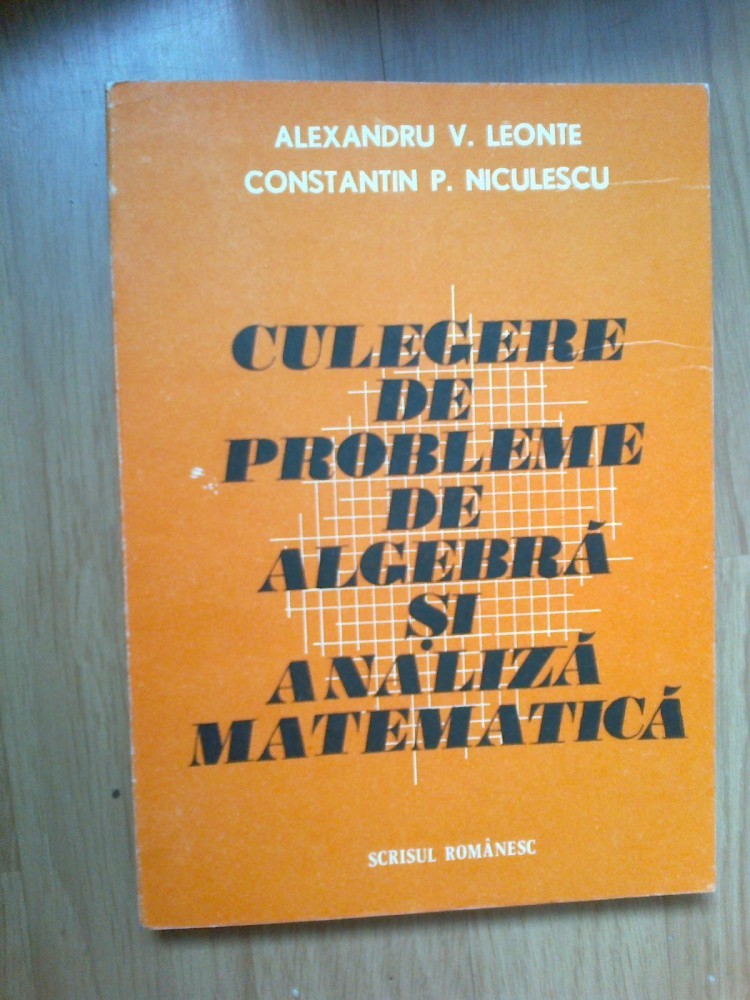 ALEXANDRU V. LEONTE
CONSTANTIN P. NICULESCU
CULEGERE
DE
PROBLEME
DE
ALGEBRĂ
ȘI
ANALIZĂ
MATEMATICĂ
SCRISUL ROMÂNESC